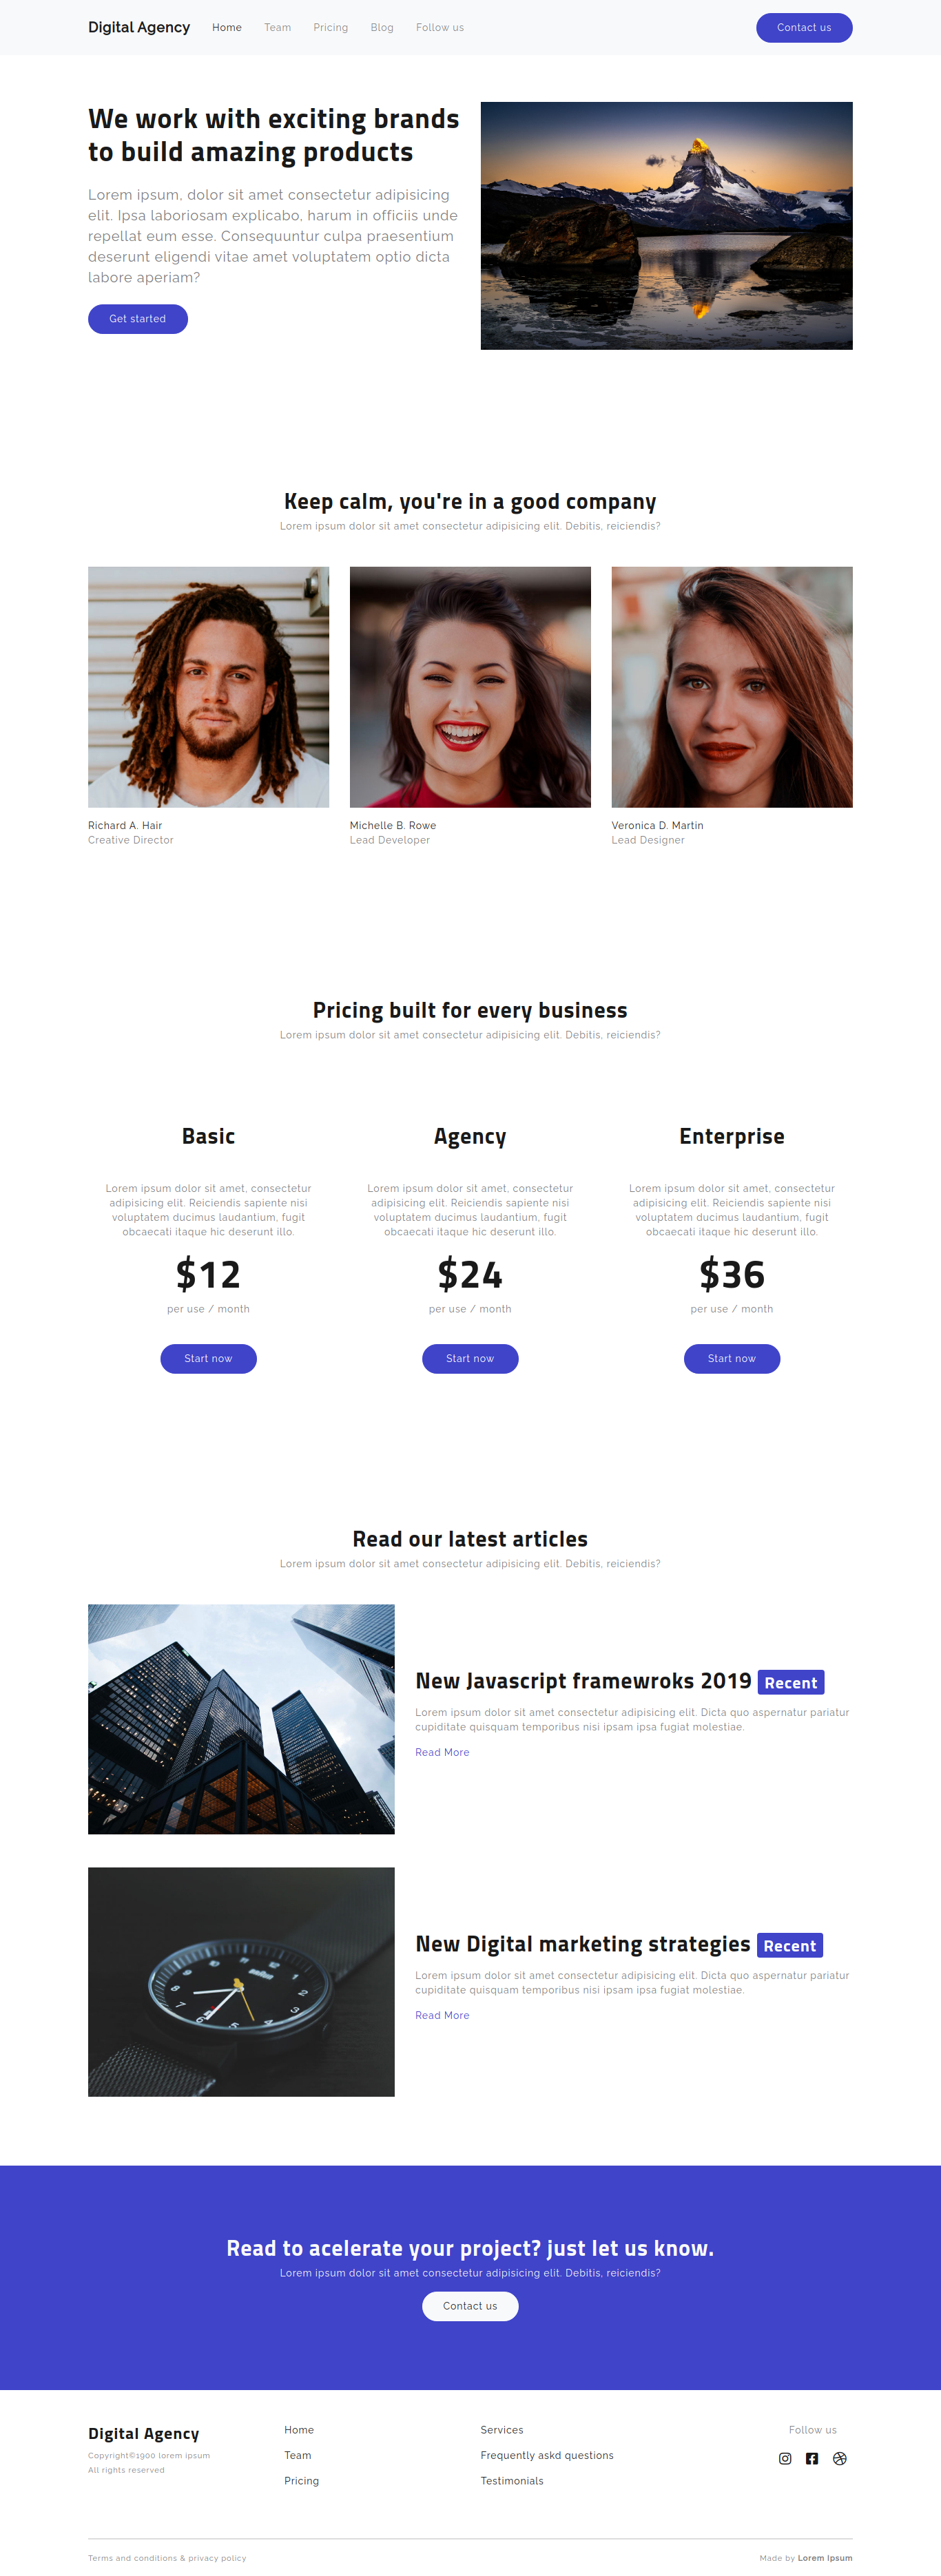 Digital Agency Home Team Pricing Blog Follow us Contact us
We work with exciting brands
to build amazing products
Lorem ipsum, dolor sit amet consectetur adipisicing
elit. Ipsa laboriosam explicabo, harum in officiis unde
repellat eum esse. Consequuntur culpa praesentium
deserunt eligendi vitae amet voluptatem optio dicta
labore aperiam?
Get started
Keep calm, you're in a good company
Lorem ipsum dolor sit amet consectetur adipisicing elit. Debitis, reiciendis?
Richard A. Hair
Creative Director
Michelle B. Rowe
Lead Developer
Veronica D. Martin
Lead Designer
Pricing built for every business
Lorem ipsum dolor sit amet consectetur adipisicing elit. Debitis, reiciendis?
Basic
Lorem ipsum dolor sit amet, consectetur
adipisicing elit. Reiciendis sapiente nisi
voluptatem ducimus laudantium, fugit
obcaecati itaque hic deserunt illo.
$12
per use / month
Start now
Agency
Lorem ipsum dolor sit amet, consectetur
adipisicing elit. Reiciendis sapiente nisi
voluptatem ducimus laudantium, fugit
obcaecati itaque hic deserunt illo.
$24
per use / month
Start now
Enterprise
Lorem ipsum dolor sit amet, consectetur
adipisicing elit. Reiciendis sapiente nisi
voluptatem ducimus laudantium, fugit
obcaecati itaque hic deserunt illo.
$36
per use / month
Start now
Read our latest articles
Lorem ipsum dolor sit amet consectetur adipisicing elit. Debitis, reiciendis?
New Javascript framewroks 2019 Recent
Lorem ipsum dolor sit amet consectetur adipisicing elit. Dicta quo aspernatur pariatur
cupiditate quisquam temporibus nisi ipsam ipsa fugiat molestiae.
Read More
New Digital marketing strategies Recent
Lorem ipsum dolor sit amet consectetur adipisicing elit. Dicta quo aspernatur pariatur
cupiditate quisquam temporibus nisi ipsam ipsa fugiat molestiae.
Read More
Read to acelerate your project? just let us know.
Lorem ipsum dolor sit amet consectetur adipisicing elit. Debitis, reiciendis?
Contact us
Digital Agency
Copyright©1900 lorem ipsum
All rights reserved
Home
Team
Pricing
Services
Frequently askd questions
Testimonials
Follow us
Terms and conditions & privacy policy
Made by Lorem Ipsum